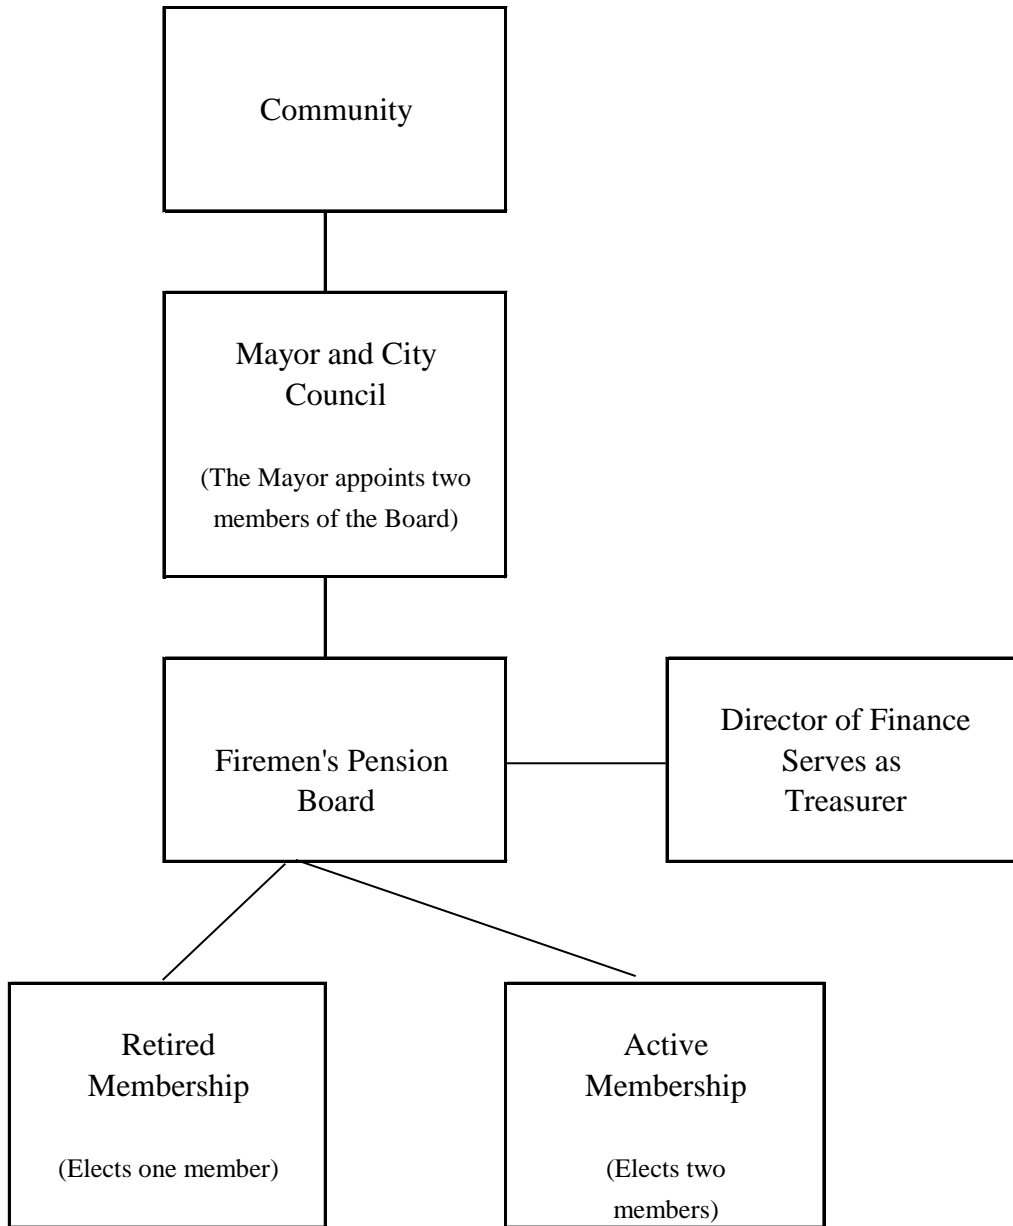 Community
Mayor and City
Council
(The Mayor appoints two
members of the Board)
Firemen's Pension
Board
Director of Finance
Serves as
Treasurer
Retired
Membership
(Elects one member)
Active
Membership
(Elects two
members)